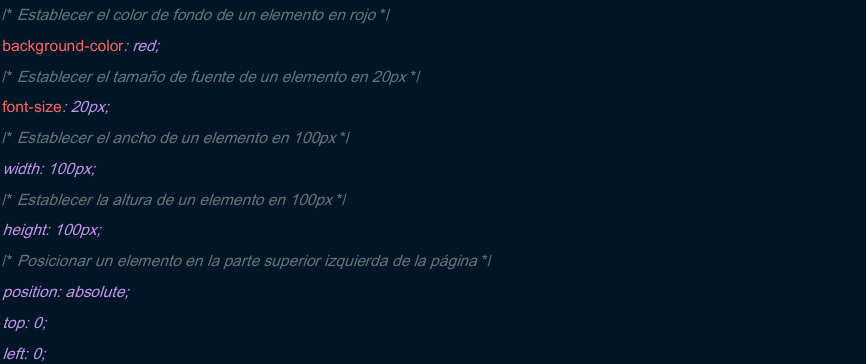 /* Establecer el color de fondo de un elemento en rojo */
background-color: red;
/* Establecer el tamaño de fuente de un elemento en 20px */
font-size: 20px;
/* Establecer el ancho de un elemento en 100px */
width: 100px;
/* Establecer la altura de un elemento en 100px */
height: 100px;
/* Posicionar un elemento en la parte superior izquierda de la página */
position: absolute;
top: 0;
left: 0;